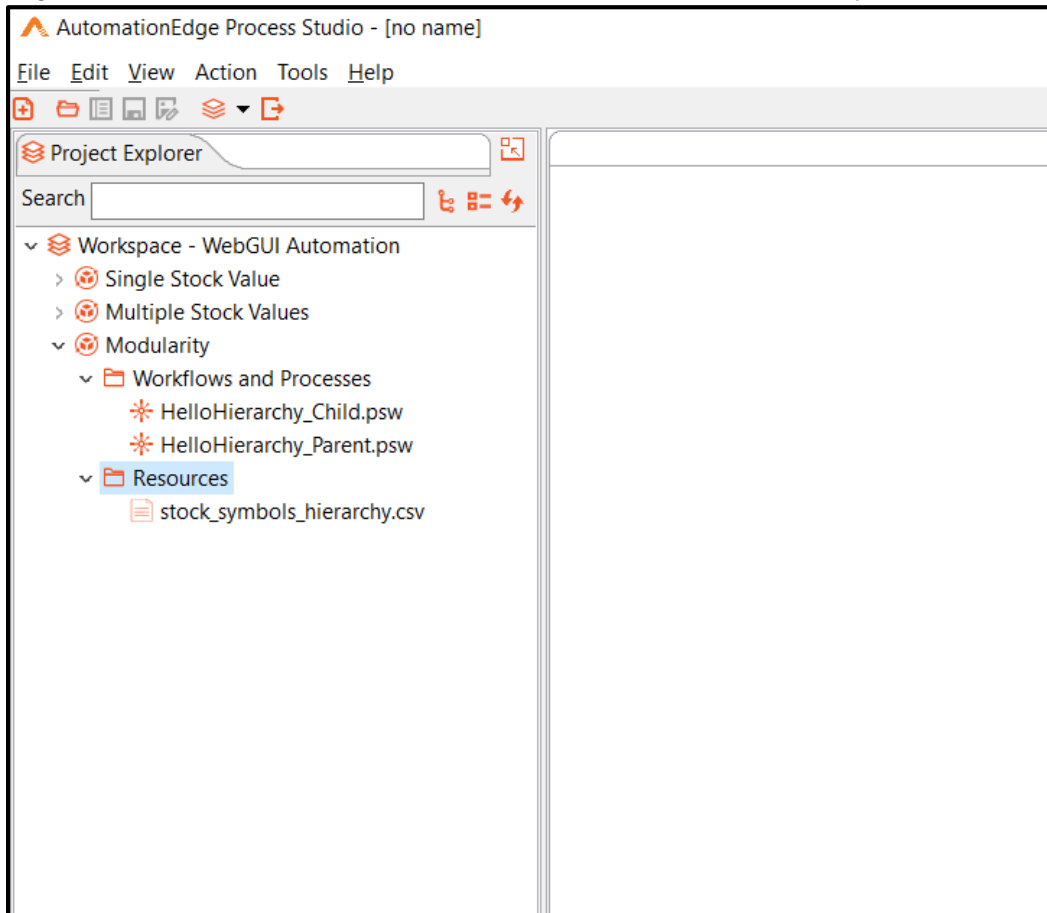 AutomationEdge Process Studio - [no name]
File Edit View Action Tools Help
Project Explorer
Search
Workspace - WebGUI Automation
Single Stock Value
Multiple Stock Values
Modularity
Workflows and Processes
HelloHierarchy_Child.psw
HelloHierarchy_Parent.psw
Resources
stock_symbols_hierarchy.csv